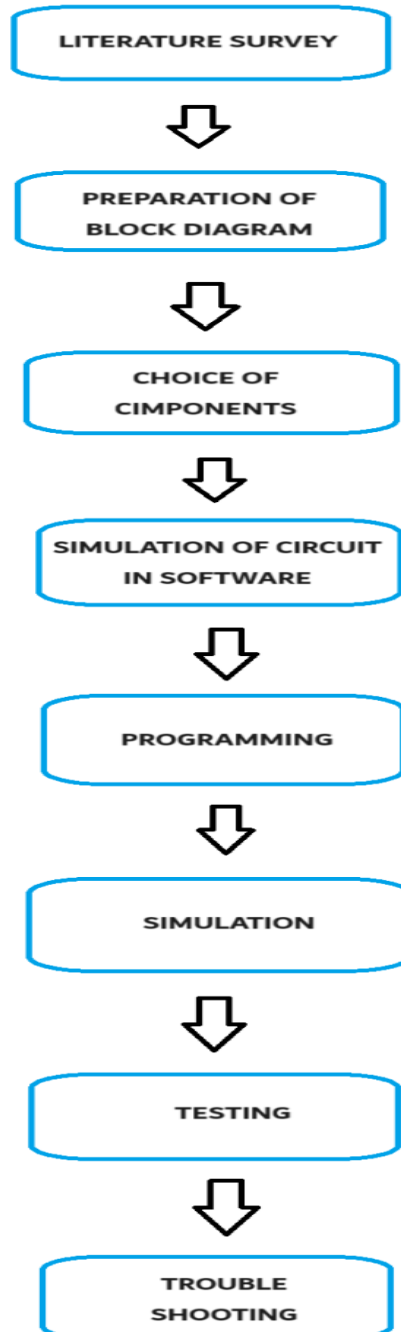 LITERATURE SURVEY
PREPARATION OF
BLOCK DIAGRAM
CHOICE OF
CIMPONENTS
SIMULATION OF CIRCUIT
IN SOFTWARE
PROGRAMMING
SIMULATION
TESTING
TROUBLE
SHOOTING